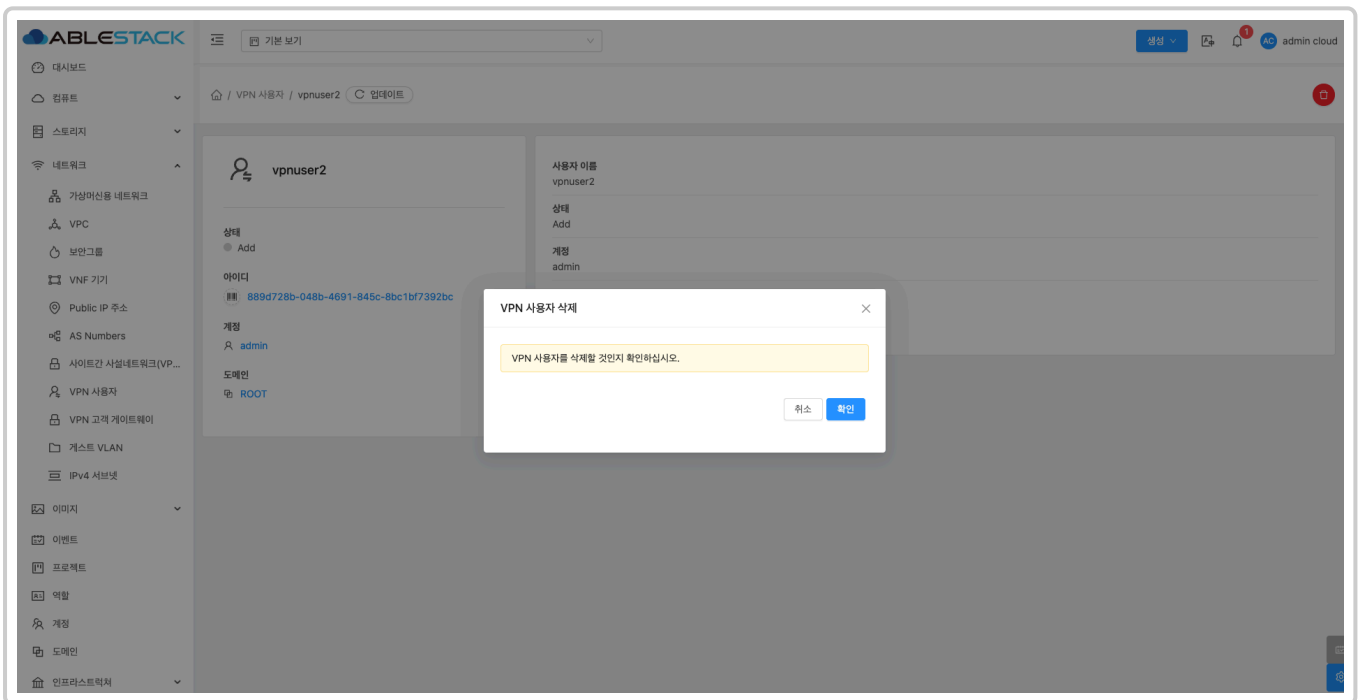 ABLESTACK
기본 보기
생성
1
AC
admin cloud
대시보드
컴퓨트
스토리지
네트워크
가상머신용 네트워크
VPC
보안그룹
VNF 기기
Public IP 주소
AS Numbers
사이트간 사설네트워크(VP...
VPN 사용자
VPN 고객 게이트웨이
게스트 VLAN
IPv4 서브넷
이미지
이벤트
프로젝트
역할
계정
도메인
인프라스트럭쳐
/ VPN 사용자 / vpnuser2
업데이트
vpnuser2
상태
Add
아이디
889d728b-048b-4691-845c-8bc1bf7392bc
계정
admin
도메인
ROOT
사용자 이름
vpnuser2
상태
Add
계정
admin
VPN 사용자 삭제
VPN 사용자를 삭제할 것인지 확인하십시오.
취소
확인